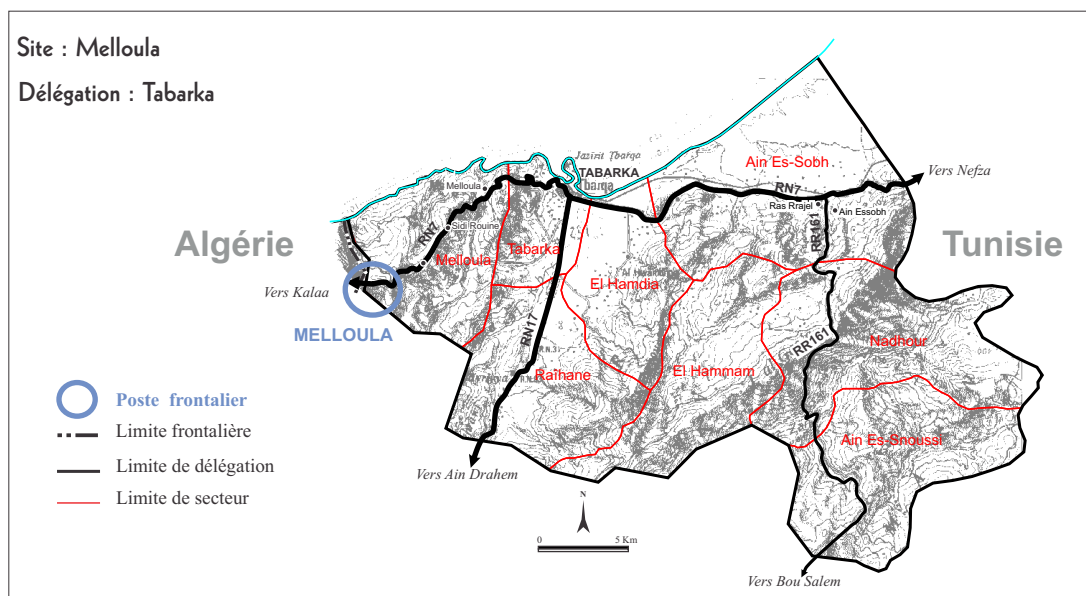 Site : Melloula
Délégation : Tabarka
Jazirit Tbarqa
TABARKA
Tbarqa
Ain Es-Sobh
Vers Nefza
RN7
Melloula
Ras Rrajel
Ain Essobh
RR161
Sidi Rouine
RN7
Algérie
Tunisie
Tabarka
Melloula
El Hamdia
Vers Kalaa
MELLOULA
RN17
RR161
Nadhour
Raihane
El Hammam
Poste frontalier
Limite frontalière
Ain Es-Snoussi
Limite de délégation
Vers Ain Drahem
Limite de secteur
N
0
5 Km
Vers Bou Salem